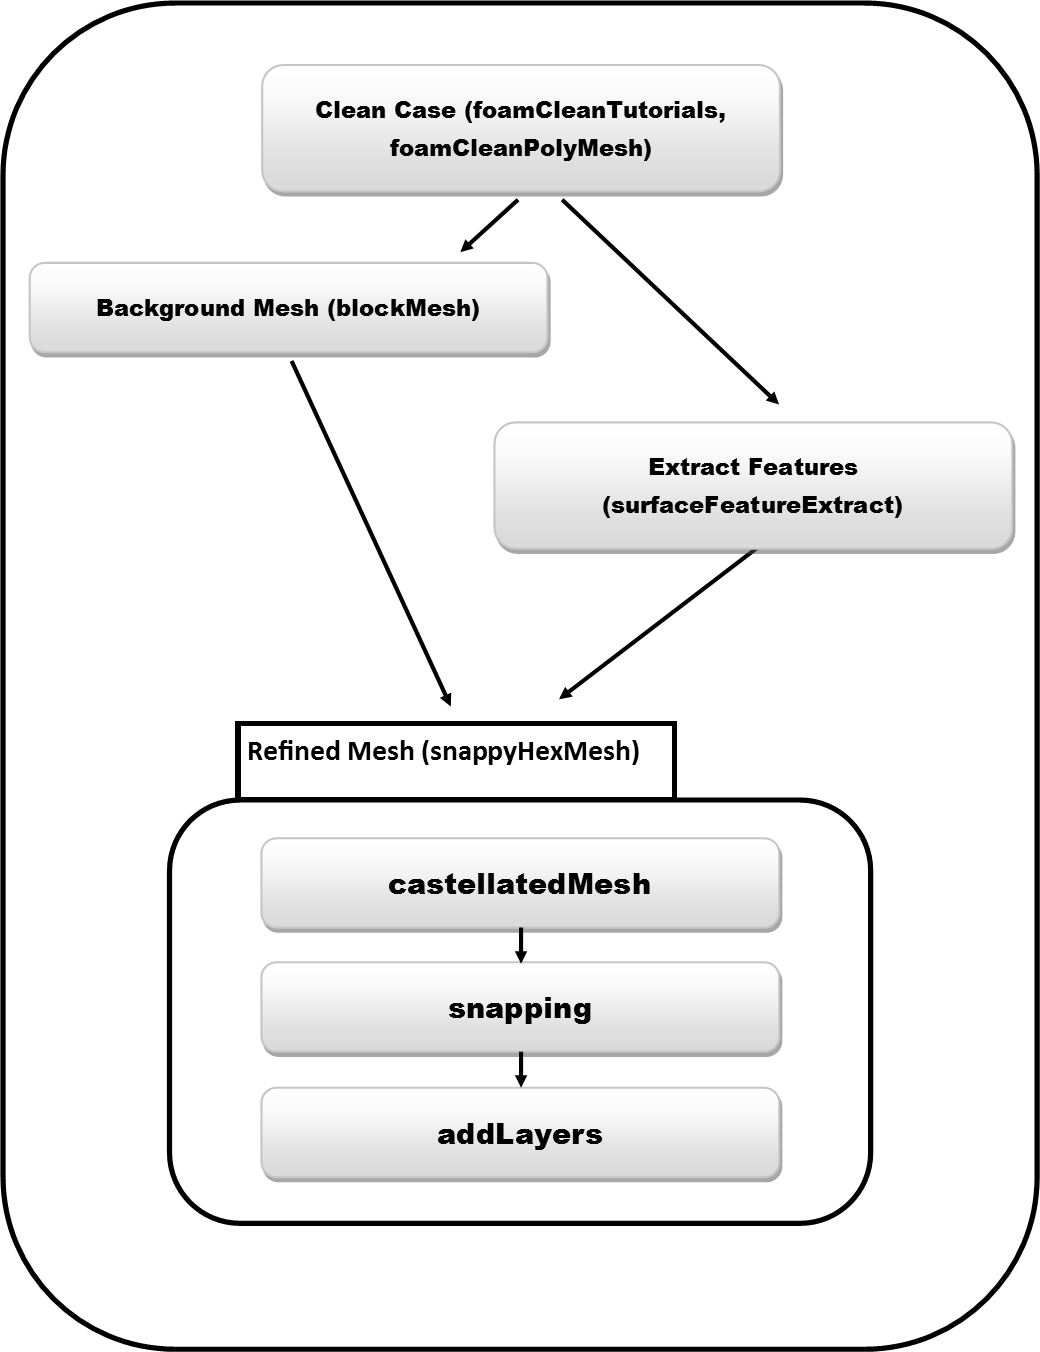 Clean Case (foamCleanTutorials,
foamCleanPolyMesh)
Background Mesh (blockMesh)
Extract Features
(surfaceFeatureExtract)
Refined Mesh (snappyHexMesh)
castellatedMesh
snapping
addLayers